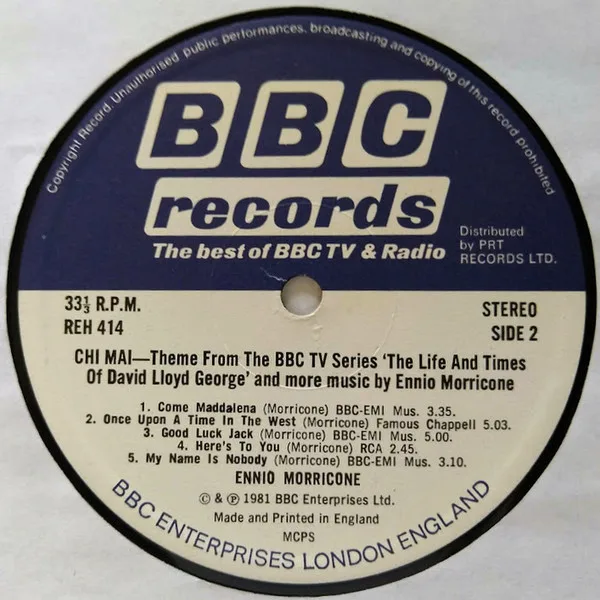 Copyright Record. Unauthorised public performances, broadcasting and copying of this record prohibited
BBC
records
The best of BBC TV & Radio
Distributed
by PRT
RECORDS LTD.
33⅓ R.P.M.
REH 414
STEREO
SIDE 2
CHI MAI—Theme From The BBC TV Series 'The Life And Times
Of David Lloyd George' and more music by Ennio Morricone
1. Come Maddalena (Morricone) BBC-EMI Mus. 3.35.
2. Once Upon A Time In The West (Morricone) Famous Chappell 5.03.
3. Good Luck Jack (Morricone) BBC-EMI Mus. 5.00.
4. Here's To You (Morricone) RCA 2.45.
5. My Name Is Nobody (Morricone) BBC-EMI Mus. 3.10.
ENNIO MORRICONE
© & ℗ 1981 BBC Enterprises Ltd.
Made and Printed in England
MCPS
BBC ENTERPRISES LONDON ENGLAND